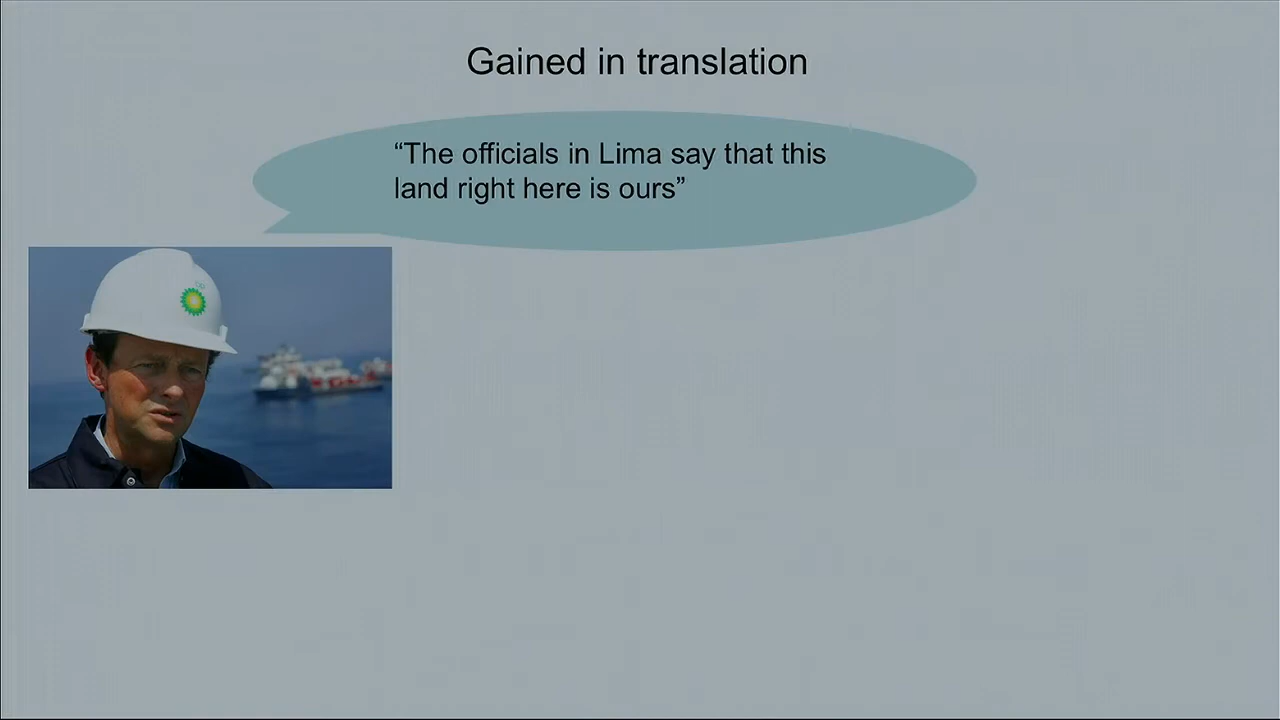 Gained in translation
“The officials in Lima say that this
land right here is ours”